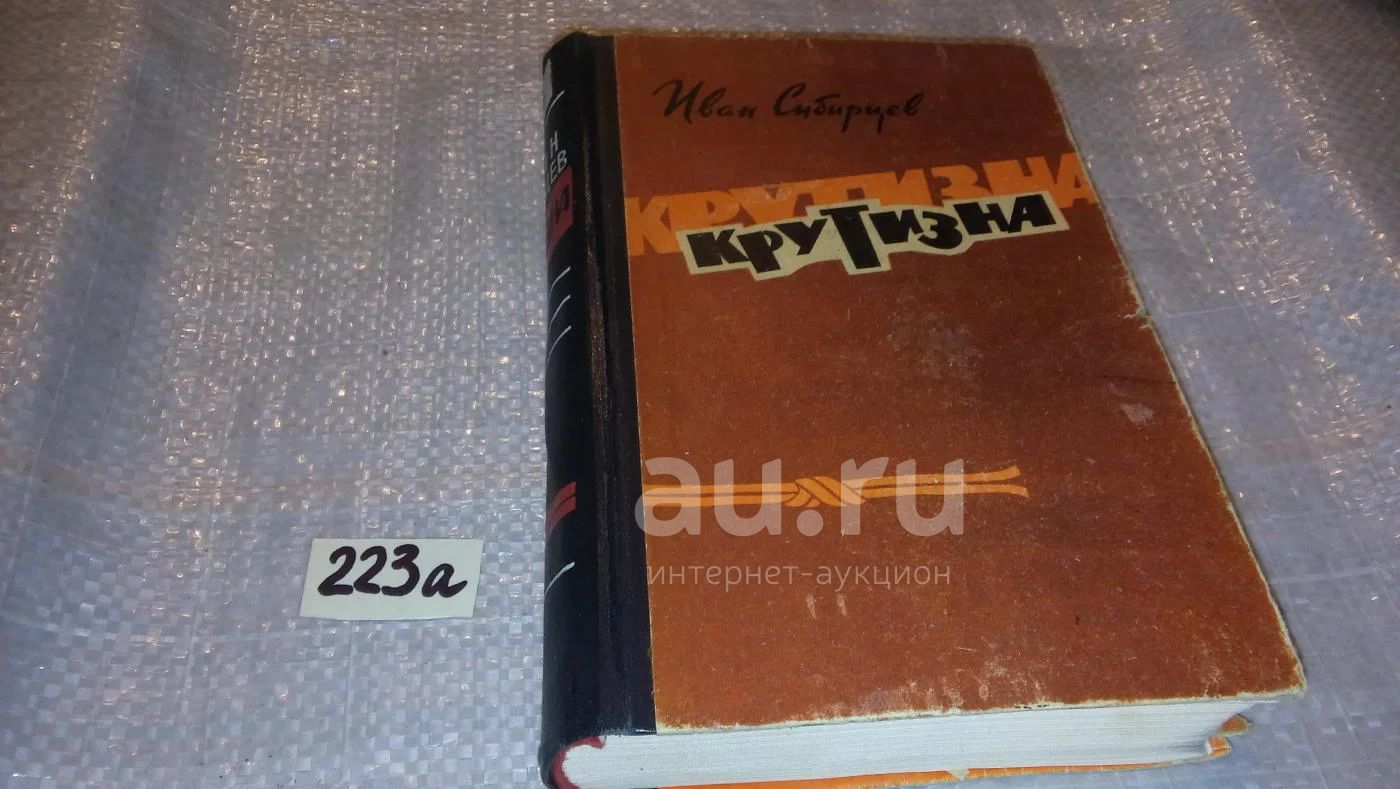 Иван Сибирцев
КРУТИЗНА
КРУТИЗНА
au.ru
интернет-аукцион
223а